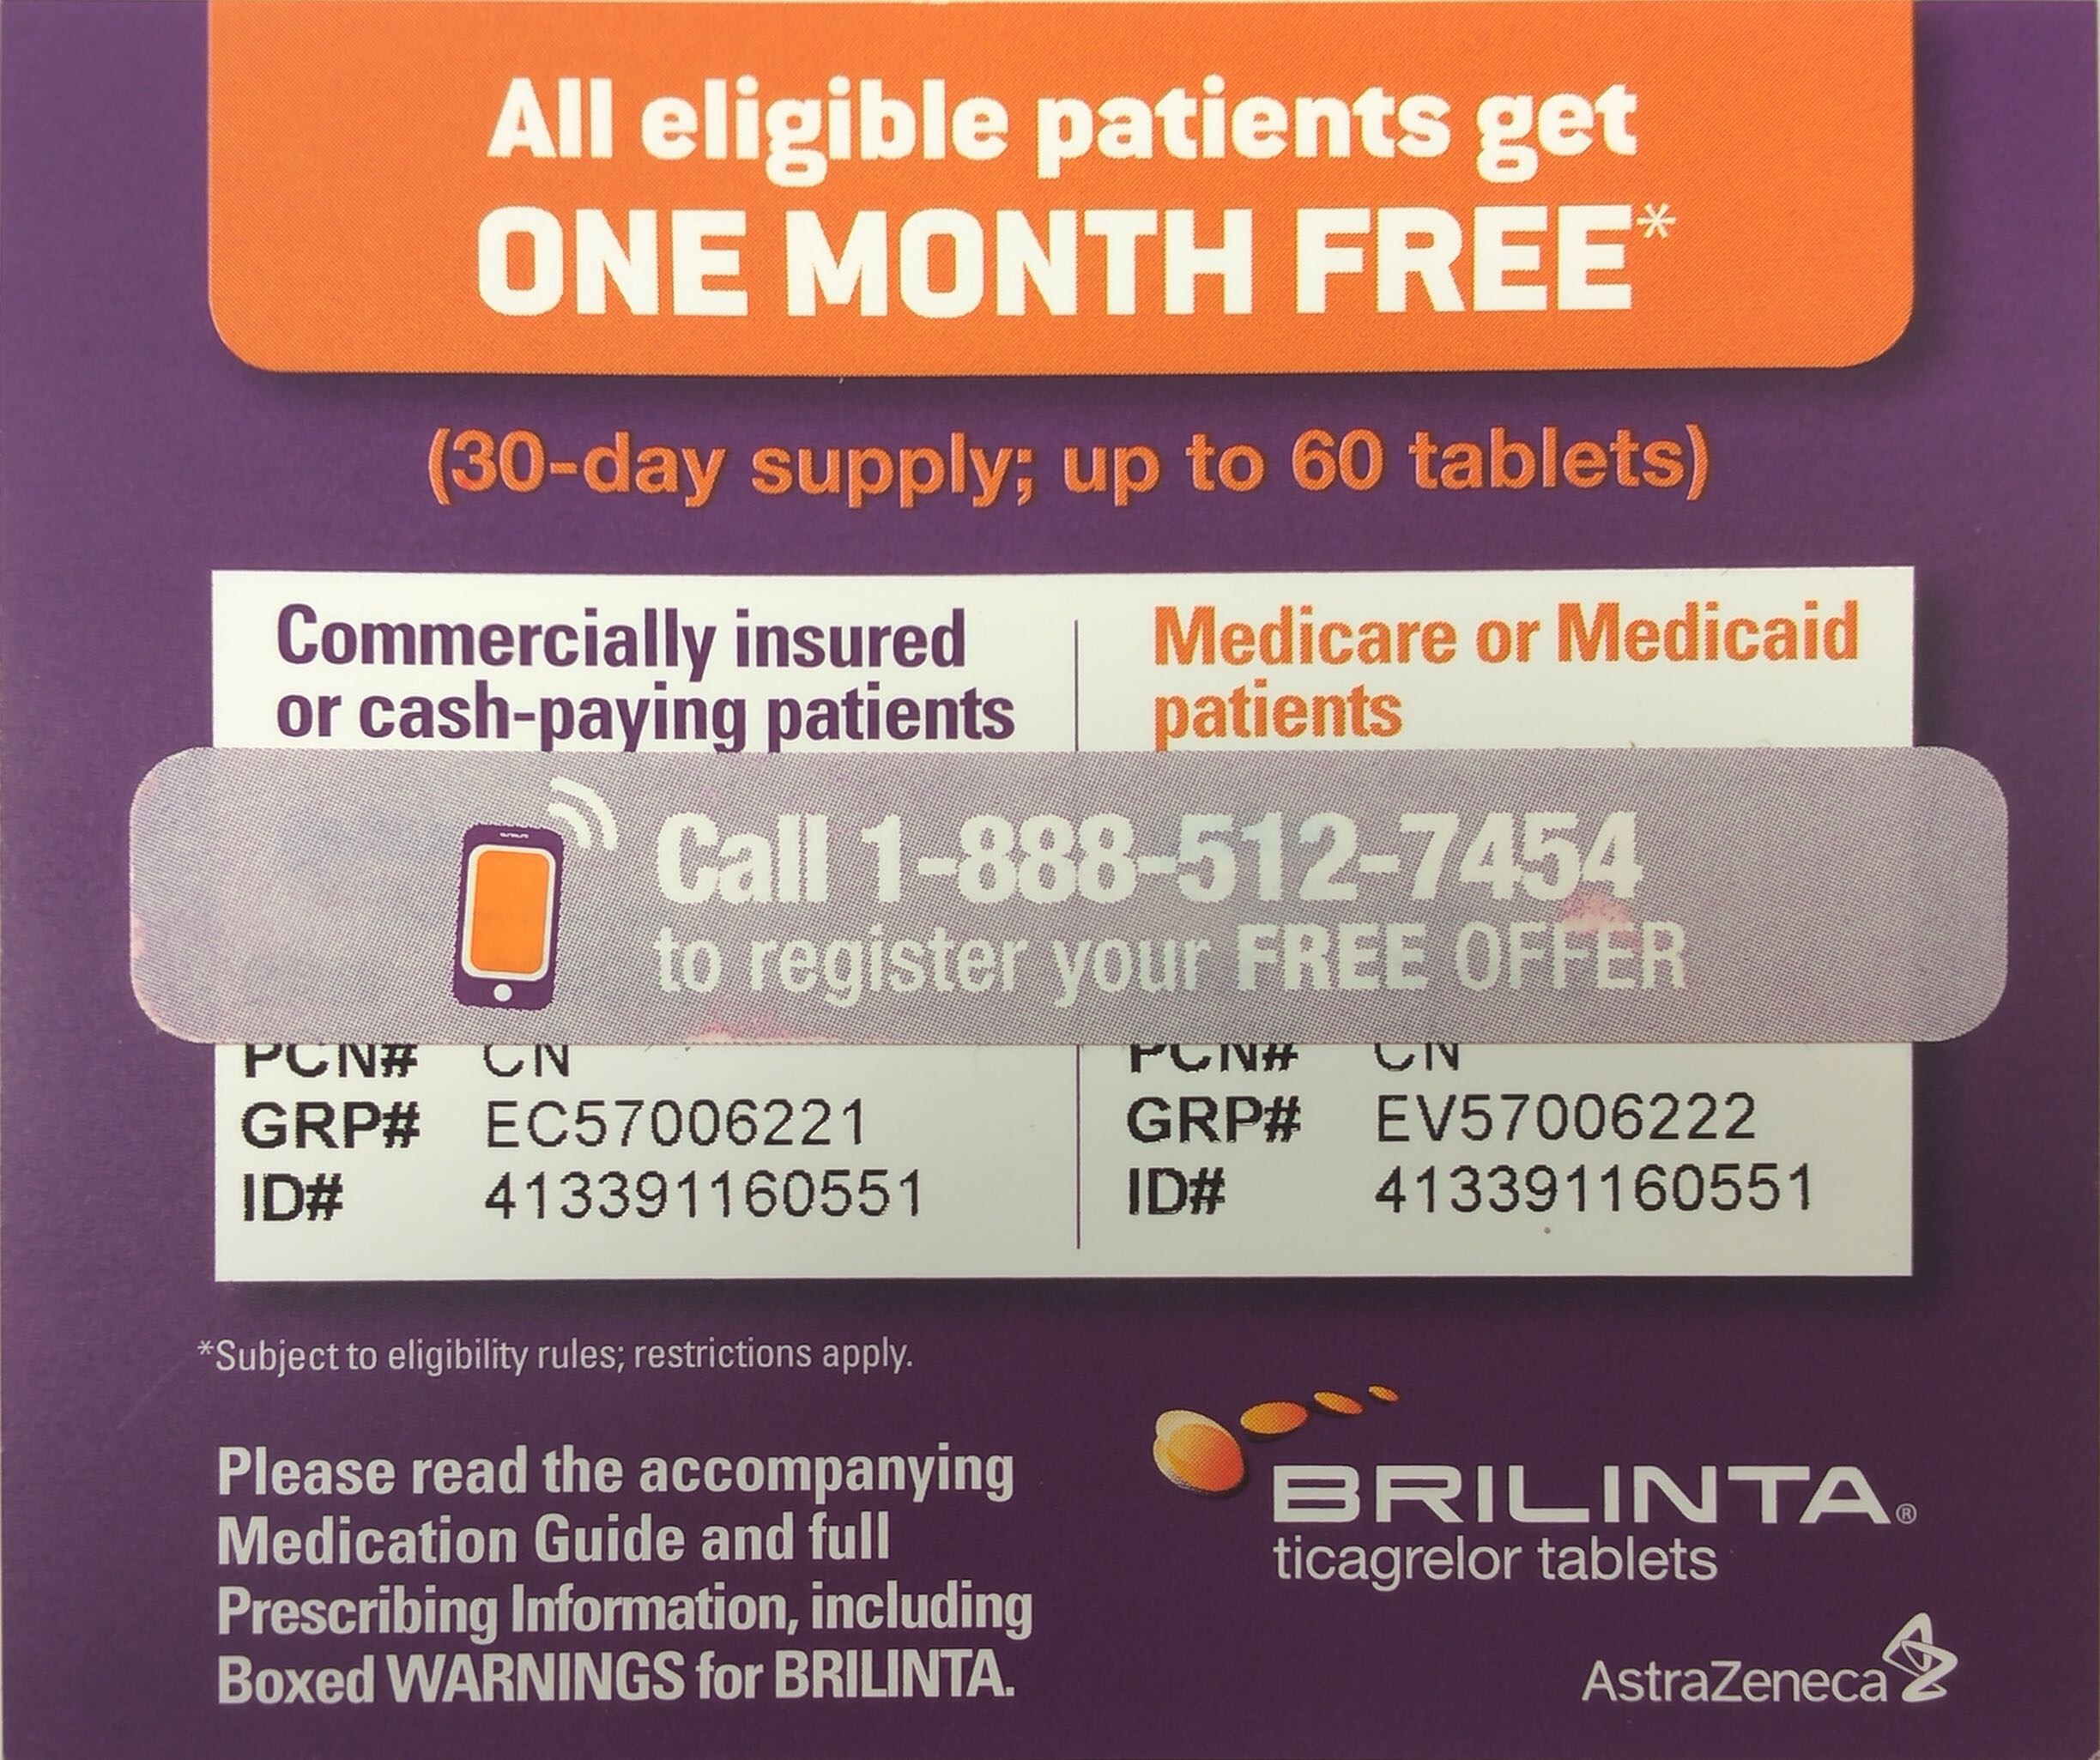 All eligible patients get
ONE MONTH FREE*
(30-day supply; up to 60 tablets)
Commercially insured
or cash-paying patients
Medicare or Medicaid
patients
Call 1-888-512-7454
to register your FREE OFFER
PCN# CN
GRP# EC57006221
ID# 413391160551
PCN# CN
GRP# EV57006222
ID# 413391160551
*Subject to eligibility rules; restrictions apply.
Please read the accompanying
Medication Guide and full
Prescribing Information, including
Boxed WARNINGS for BRILINTA.
BRILINTA®
ticagrelor tablets
AstraZeneca